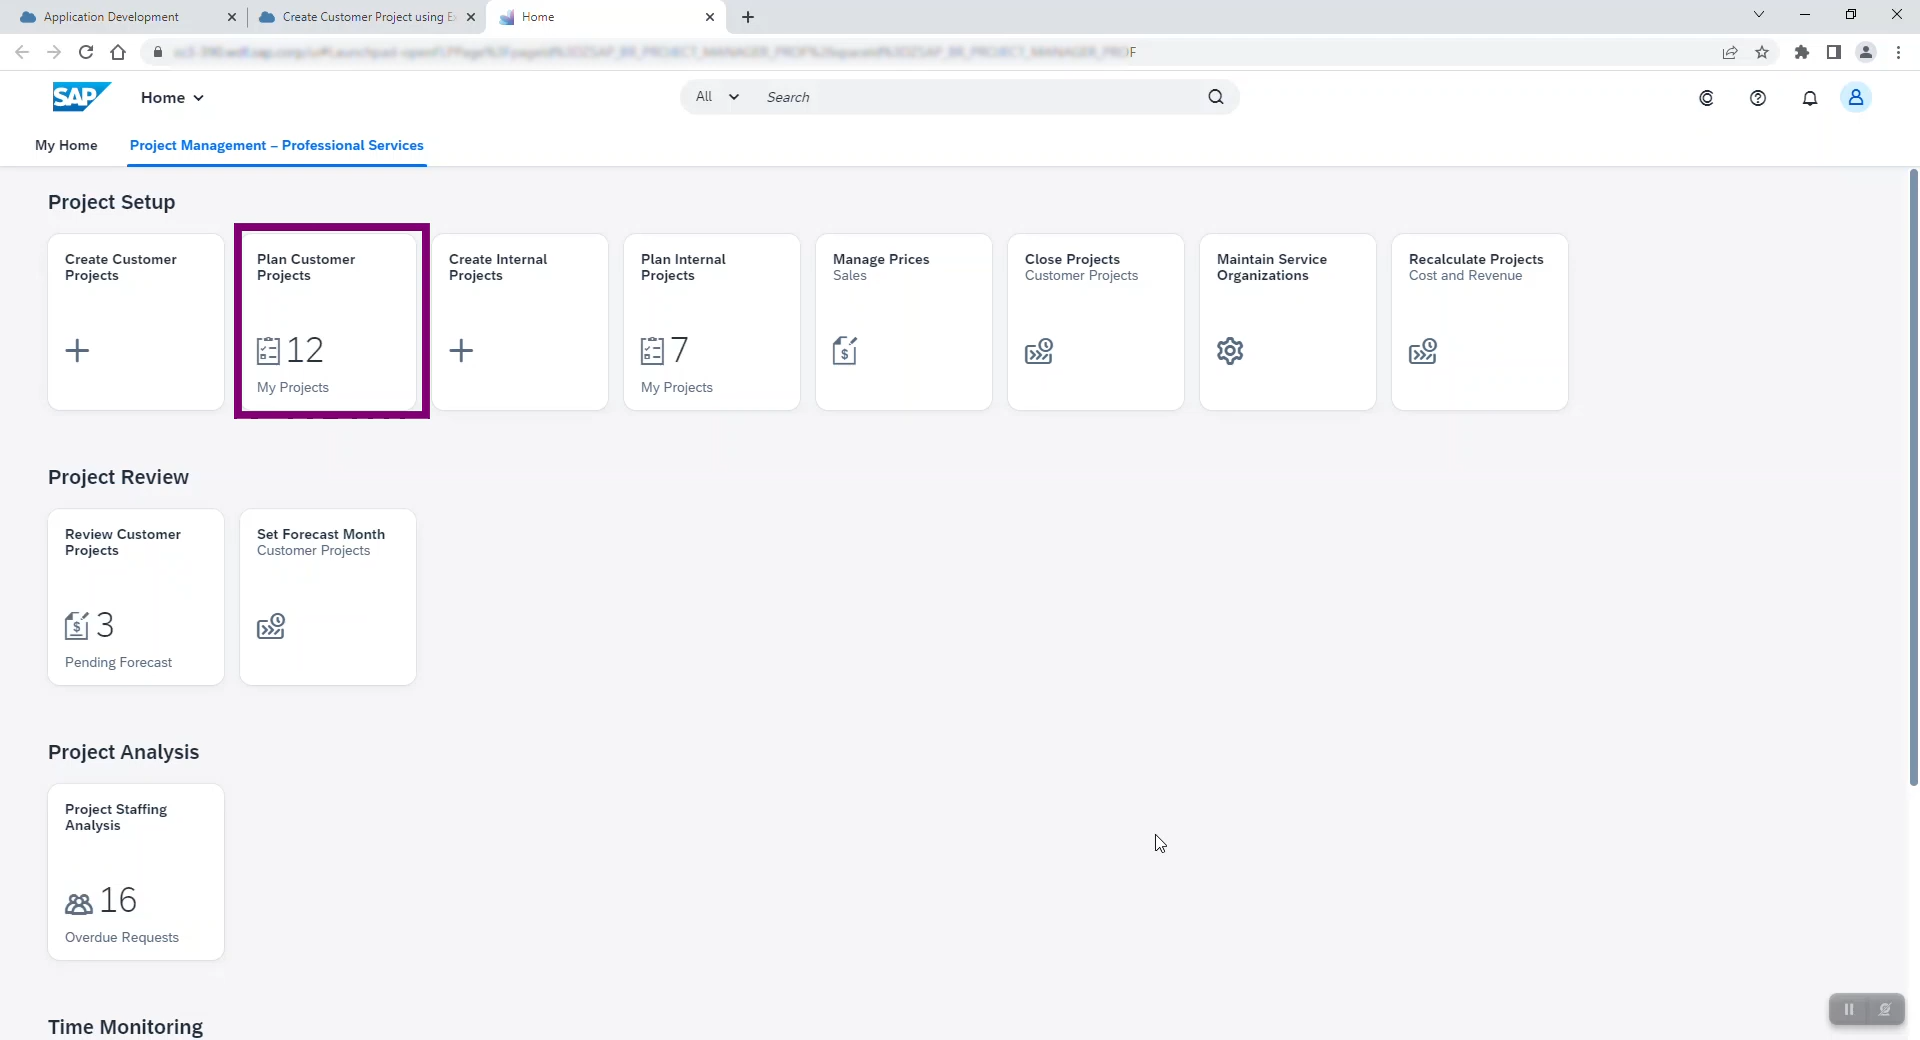 Application Development
Create Customer Project using
Home
SAP
Home
All
Search
My Home
Project Management – Professional Services
Project Setup
Create Customer
Projects
Plan Customer
Projects
12
My Projects
Create Internal
Projects
Plan Internal
Projects
7
My Projects
Manage Prices
Sales
Close Projects
Customer Projects
Maintain Service
Organizations
Recalculate Projects
Cost and Revenue
Project Review
Review Customer
Projects
3
Pending Forecast
Set Forecast Month
Customer Projects
Project Analysis
Project Staffing
Analysis
16
Overdue Requests
Time Monitoring